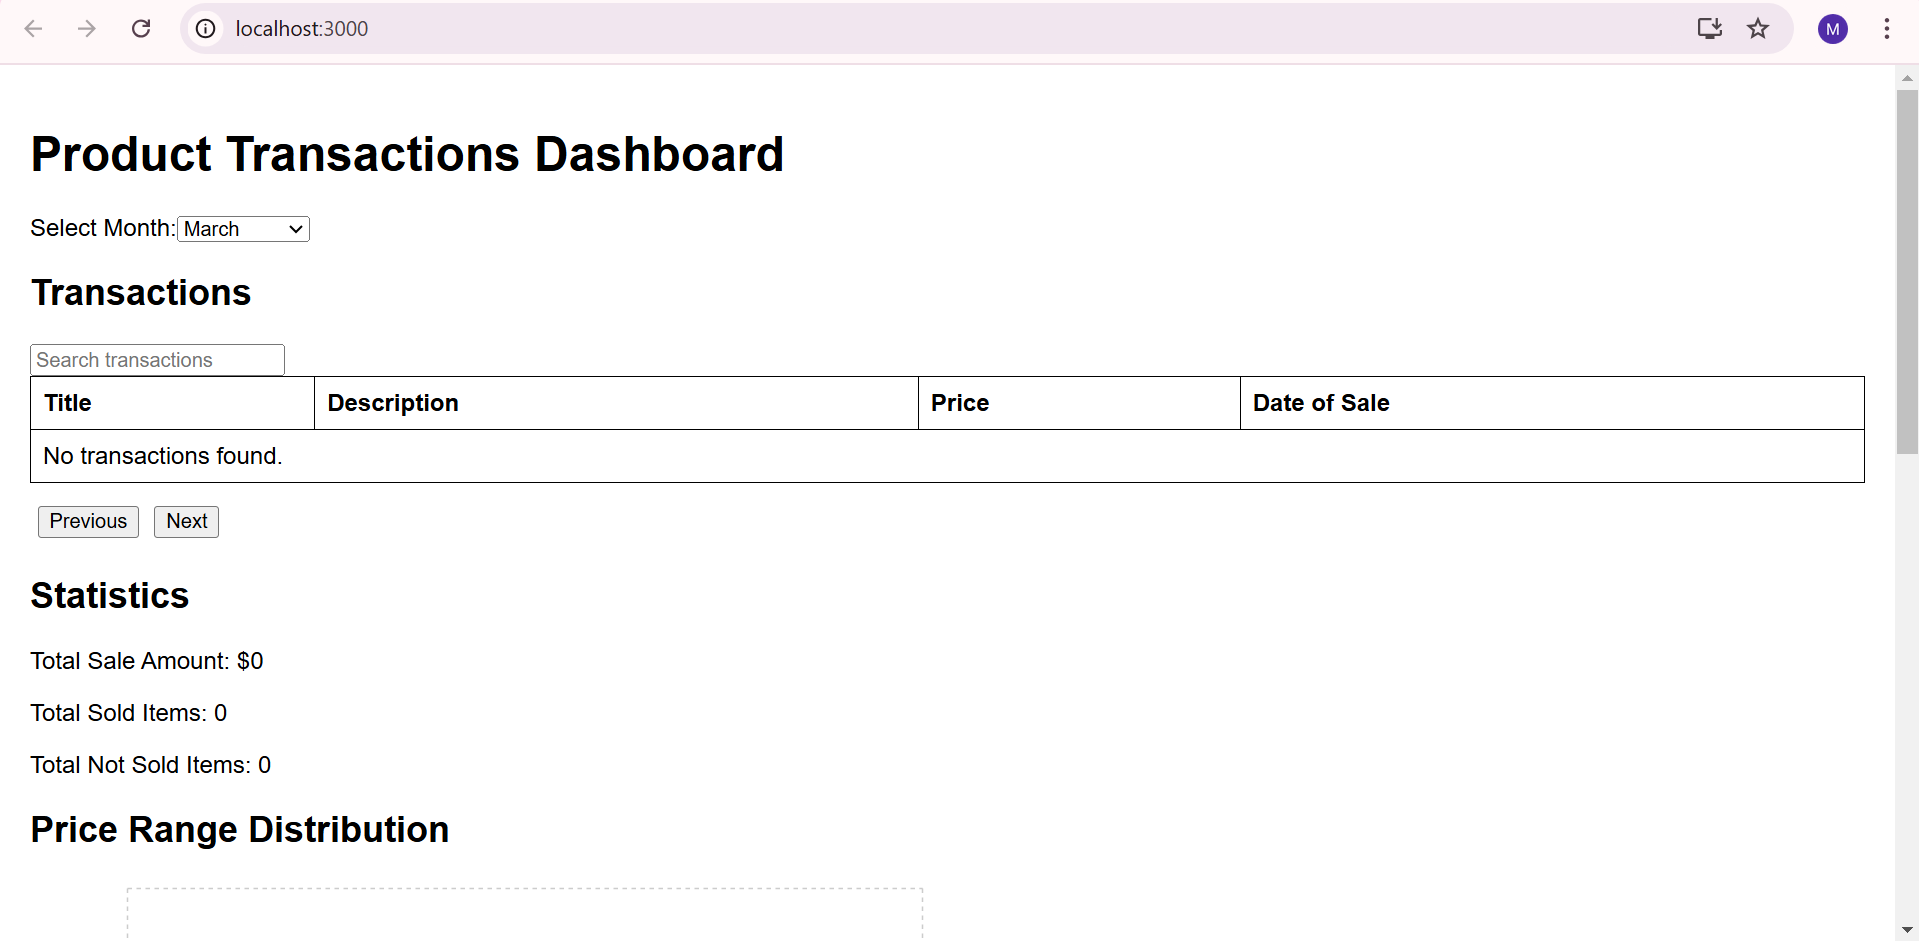 localhost:3000
M
Product Transactions Dashboard
Select Month: March
Transactions
Search transactions
Title Description Price Date of Sale
No transactions found.
Previous Next
Statistics
Total Sale Amount: $0
Total Sold Items: 0
Total Not Sold Items: 0
Price Range Distribution